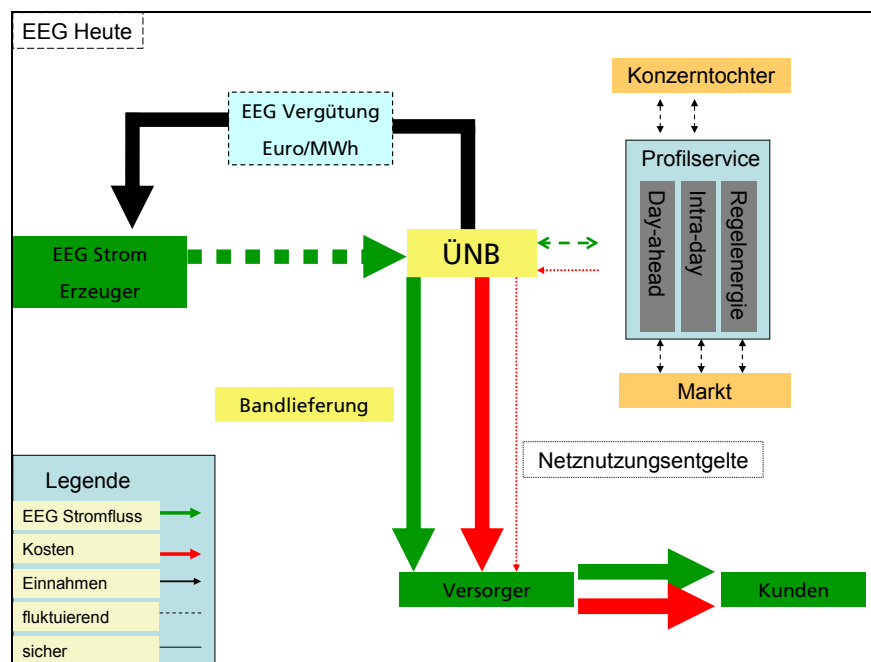 EEG Heute
Konzerntochter
EEG Vergütung
Euro/MWh
Profilservice
Day-ahead
Intra-day
Regelenergie
EEG Strom
Erzeuger
ÜNB
Markt
Bandlieferung
Netznutzungsentgelte
Legende
EEG Stromfluss
Kosten
Einnahmen
fluktuierend
sicher
Versorger
Kunden